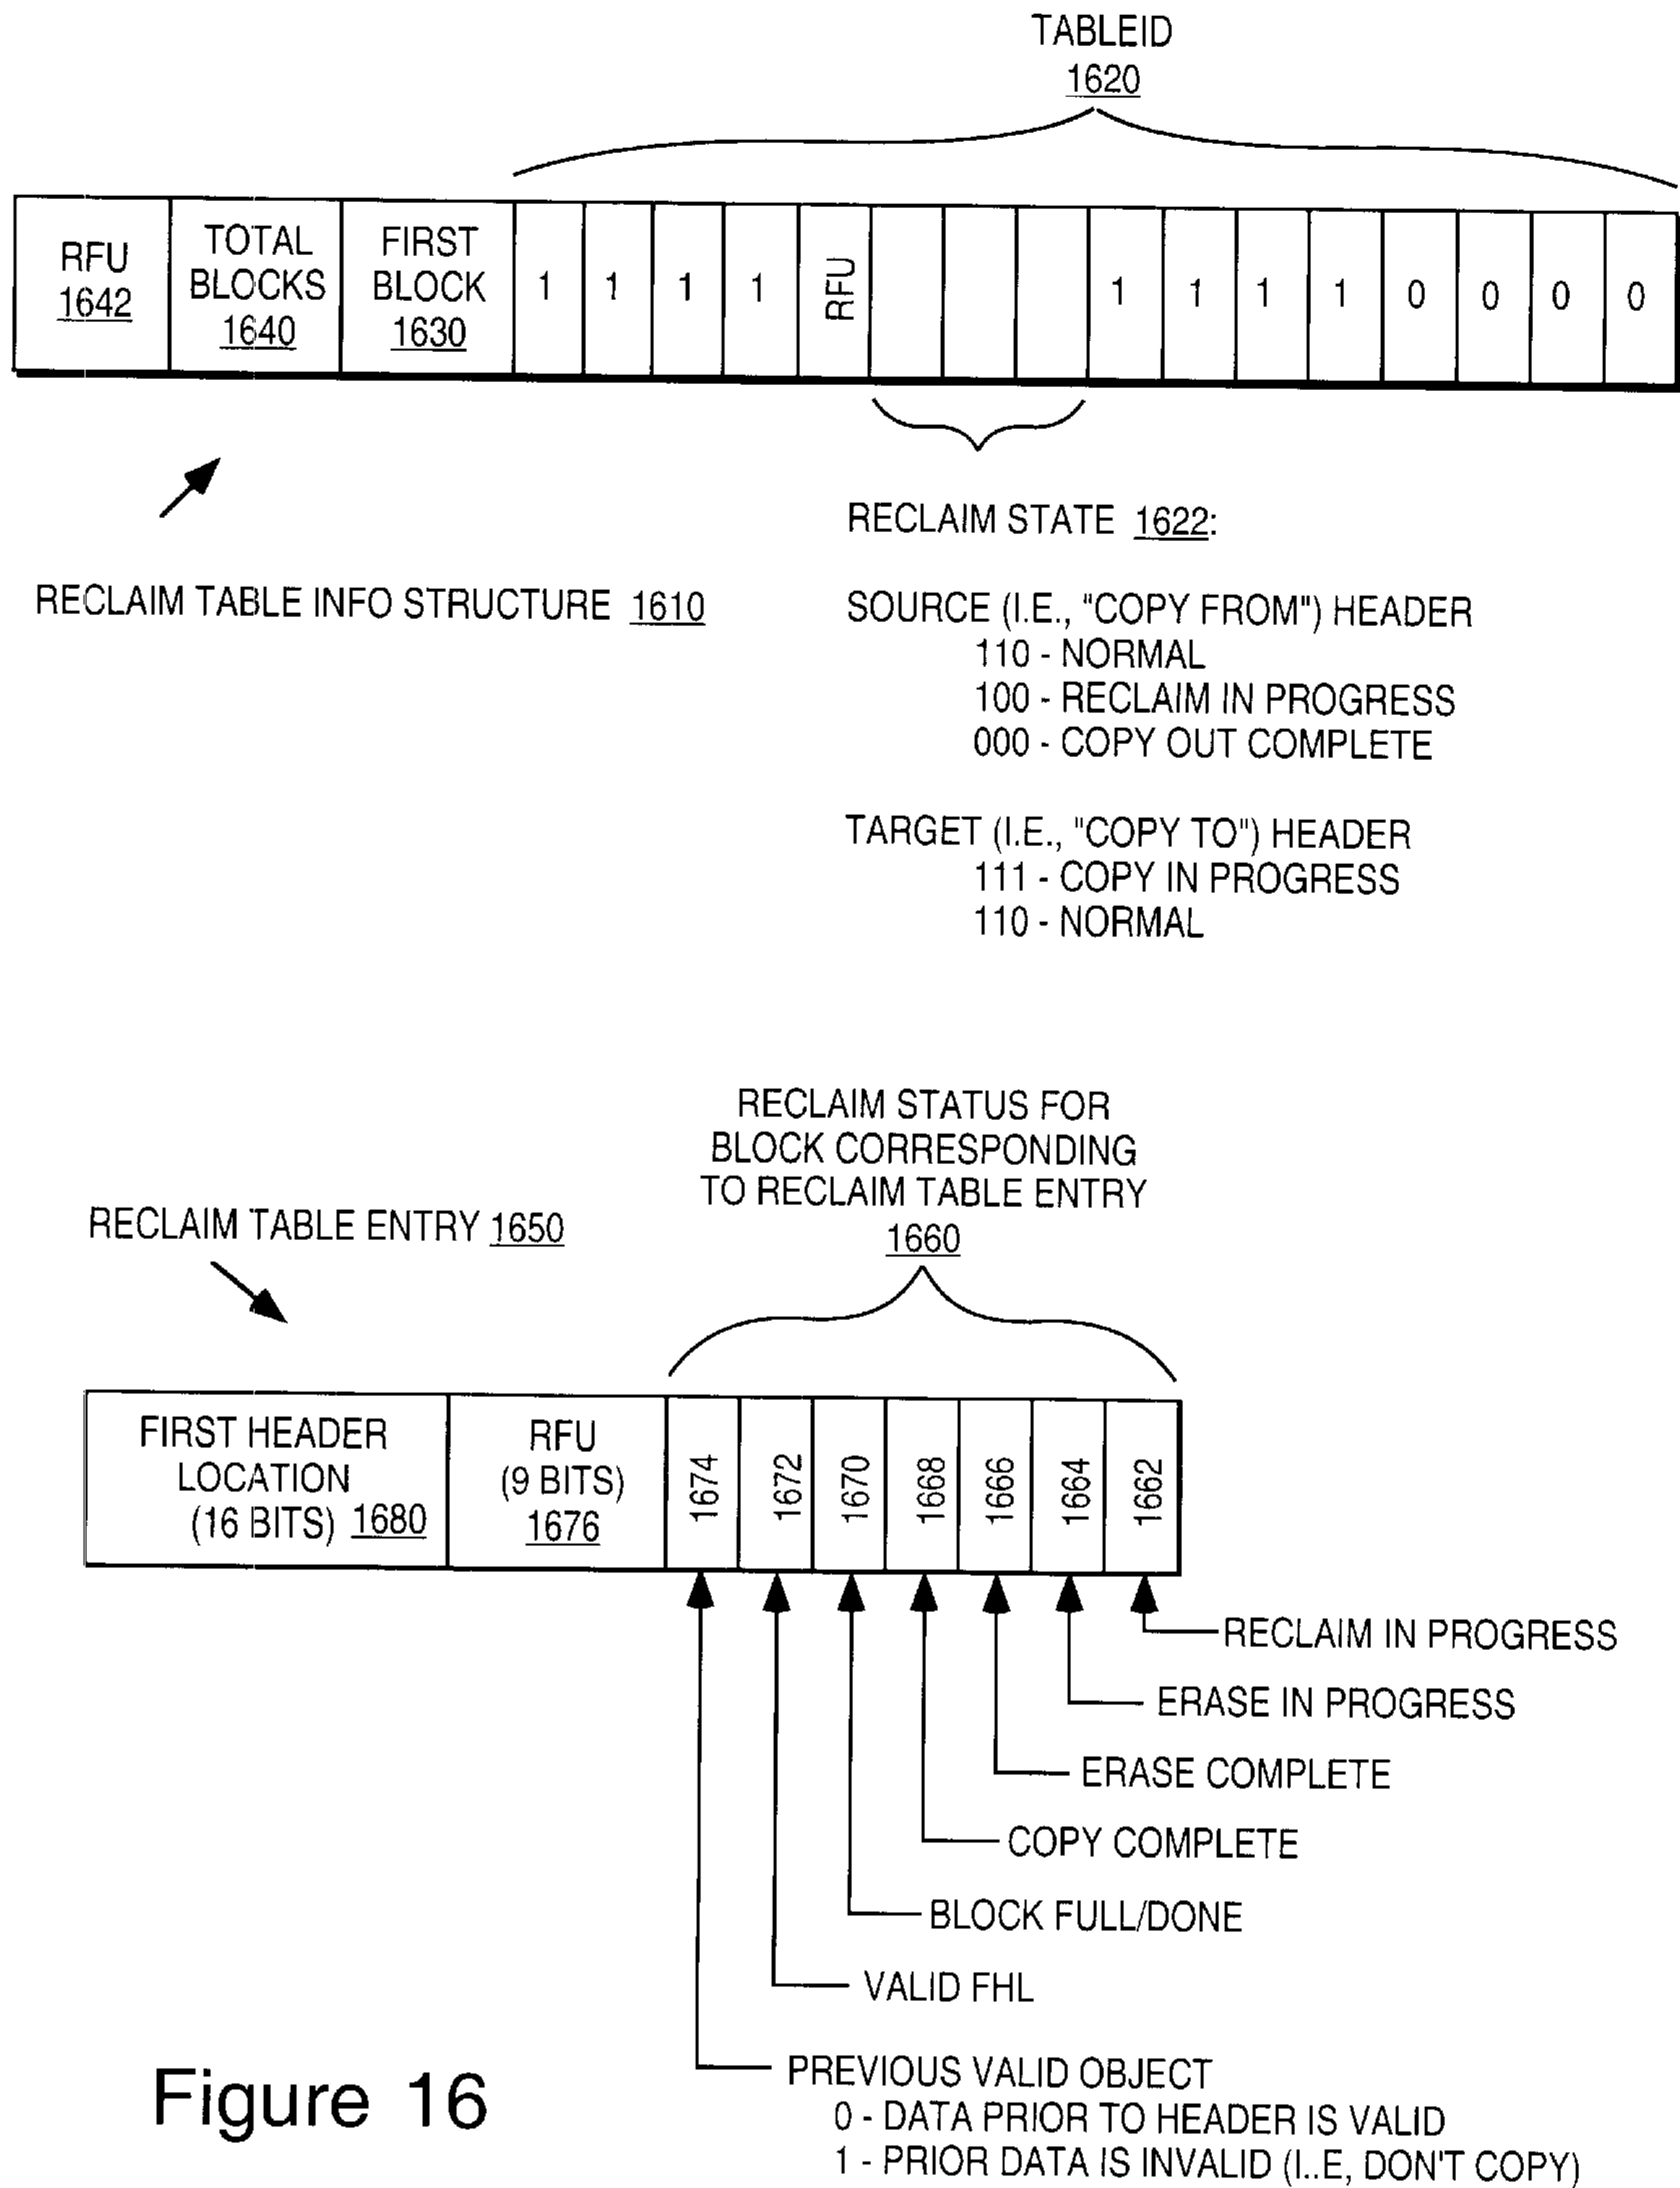 TABLEID
1620
RFU
1642
TOTAL
BLOCKS
1640
FIRST
BLOCK
1630
1 1 1 1 RFU 1 1 1 1 0 0 0 0
RECLAIM STATE 1622:
RECLAIM TABLE INFO STRUCTURE 1610
SOURCE (I.E., "COPY FROM") HEADER
110 - NORMAL
100 - RECLAIM IN PROGRESS
000 - COPY OUT COMPLETE
TARGET (I.E., "COPY TO") HEADER
111 - COPY IN PROGRESS
110 - NORMAL
RECLAIM STATUS FOR
BLOCK CORRESPONDING
TO RECLAIM TABLE ENTRY
1660
RECLAIM TABLE ENTRY 1650
FIRST HEADER
LOCATION
(16 BITS) 1680
RFU
(9 BITS)
1676
1674 1672 1670 1668 1666 1664 1662
RECLAIM IN PROGRESS
ERASE IN PROGRESS
ERASE COMPLETE
COPY COMPLETE
BLOCK FULL/DONE
VALID FHL
PREVIOUS VALID OBJECT
0 - DATA PRIOR TO HEADER IS VALID
1 - PRIOR DATA IS INVALID (I..E, DON'T COPY)
Figure 16